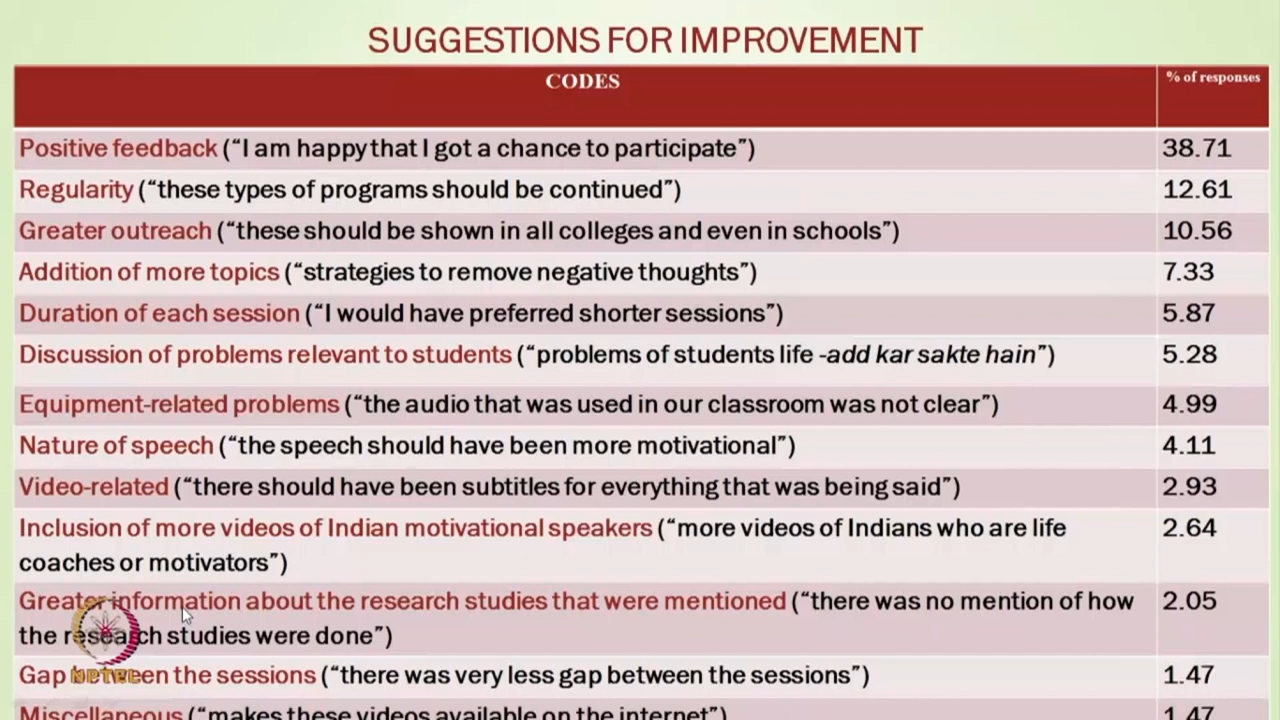 SUGGESTIONS FOR IMPROVEMENT
CODES % of responses
Positive feedback (“I am happy that I got a chance to participate”) 38.71
Regularity (“these types of programs should be continued”) 12.61
Greater outreach (“these should be shown in all colleges and even in schools”) 10.56
Addition of more topics (“strategies to remove negative thoughts”) 7.33
Duration of each session (“I would have preferred shorter sessions”) 5.87
Discussion of problems relevant to students (“problems of students life -add kar sakte hain”) 5.28
Equipment-related problems (“the audio that was used in our classroom was not clear”) 4.99
Nature of speech (“the speech should have been more motivational”) 4.11
Video-related (“there should have been subtitles for everything that was being said”) 2.93
Inclusion of more videos of Indian motivational speakers (“more videos of Indians who are life 2.64
coaches or motivators”)
Greater information about the research studies that were mentioned (“there was no mention of how 2.05
the research studies were done”)
Gap between the sessions (“there was very less gap between the sessions”) 1.47
NPTEL
Miscellaneous (“makes these videos available on the internet”) 1.47